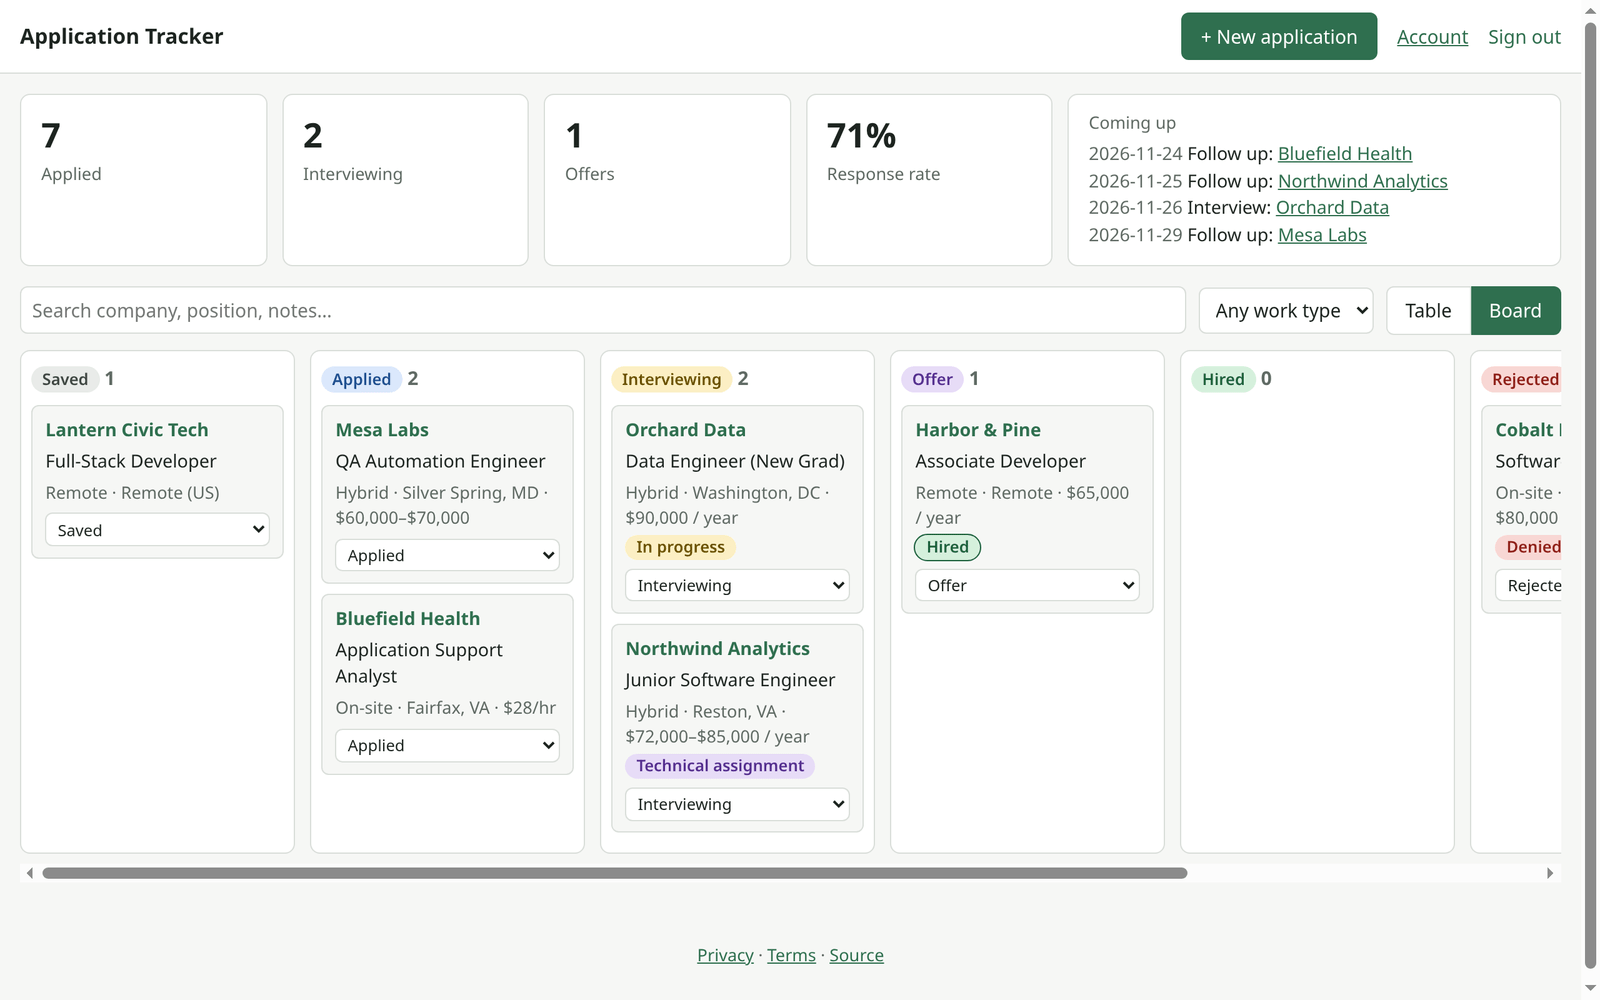 Application Tracker
+ New application
Account
Sign out
7
Applied
2
Interviewing
1
Offers
71%
Response rate
Coming up
2026-11-24 Follow up: Bluefield Health
2026-11-25 Follow up: Northwind Analytics
2026-11-26 Interview: Orchard Data
2026-11-29 Follow up: Mesa Labs
Search company, position, notes...
Any work type
Table
Board
Saved 1
Lantern Civic Tech
Full-Stack Developer
Remote · Remote (US)
Saved
Applied 2
Mesa Labs
QA Automation Engineer
Hybrid · Silver Spring, MD ·
$60,000–$70,000
Applied
Bluefield Health
Application Support
Analyst
On-site · Fairfax, VA · $28/hr
Applied
Interviewing 2
Orchard Data
Data Engineer (New Grad)
Hybrid · Washington, DC ·
$90,000 / year
In progress
Interviewing
Northwind Analytics
Junior Software Engineer
Hybrid · Reston, VA ·
$72,000–$85,000 / year
Technical assignment
Interviewing
Offer 1
Harbor & Pine
Associate Developer
Remote · Remote · $65,000
/ year
Hired
Offer
Hired 0
Rejected
Cobalt
Softwar
On-site ·
$80,000
Denied
Rejecte
Privacy · Terms · Source